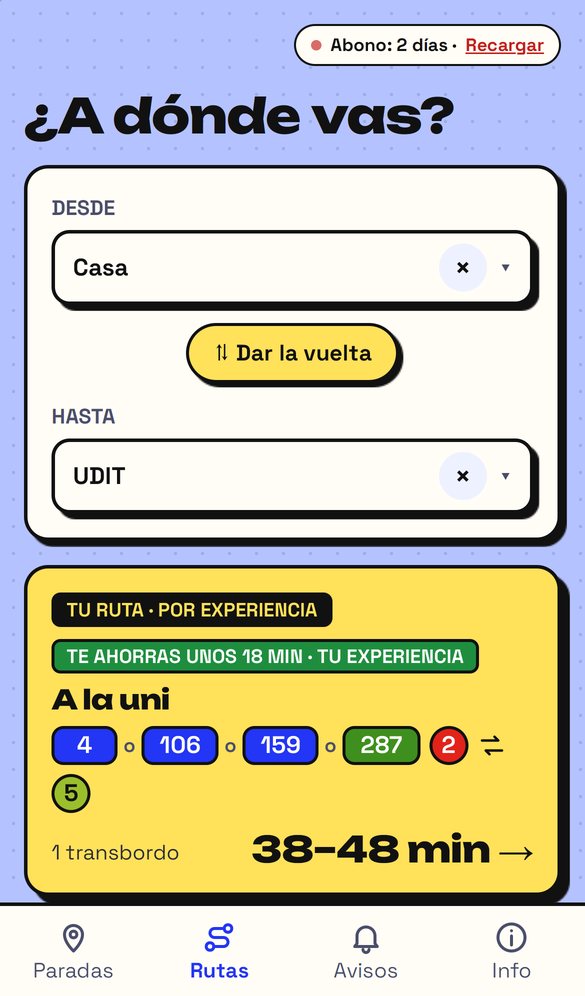 Abono: 2 días · Recargar
¿A dónde vas?
DESDE
Casa × ▼
⇅ Dar la vuelta
HASTA
UDIT × ▼
TU RUTA · POR EXPERIENCIA
TE AHORRAS UNOS 18 MIN · TU EXPERIENCIA
A la uni
4 o 106 o 159 o 287 2 ⇌
5
1 transbordo 38–48 min →
Paradas Rutas Avisos Info